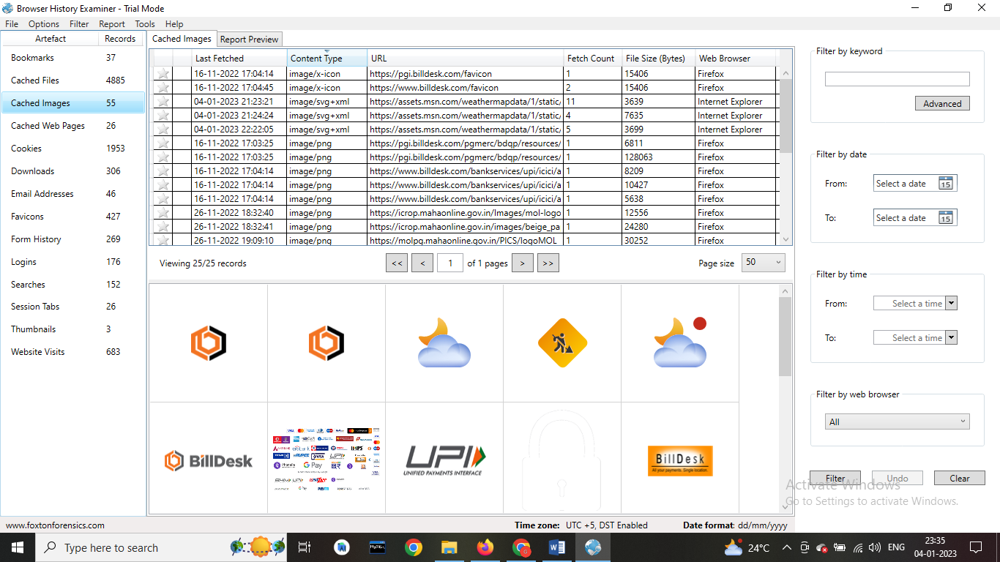 Browser History Examiner - Trial Mode
File Options Filter Report Tools Help
Artefact Records
Bookmarks 37
Cached Files 4885
Cached Images 55
Cached Web Pages 26
Cookies 1953
Downloads 306
Email Addresses 46
Favicons 427
Form History 269
Logins 176
Searches 152
Session Tabs 26
Thumbnails 3
Website Visits 683
Cached Images Report Preview
Last Fetched Content Type URL Fetch Count File Size (Bytes) Web Browser
16-11-2022 17:04:14 image/x-icon https://pgi.billdesk.com/favicon 1 15406 Firefox
16-11-2022 17:04:45 image/x-icon https://www.billdesk.com/favicon 2 15406 Firefox
04-01-2023 21:23:21 image/svg+xml https://assets.msn.com/weathermapdata/1/static/ 11 3639 Internet Explorer
04-01-2023 21:24:24 image/svg+xml https://assets.msn.com/weathermapdata/1/static/ 4 7635 Internet Explorer
04-01-2023 22:22:05 image/svg+xml https://assets.msn.com/weathermapdata/1/static/ 5 3699 Internet Explorer
16-11-2022 17:03:25 image/png https://pgi.billdesk.com/pgmerc/bdqp/resources/ 1 6811 Firefox
16-11-2022 17:03:25 image/png https://pgi.billdesk.com/pgmerc/bdqp/resources/ 1 128063 Firefox
16-11-2022 17:04:14 image/png https://www.billdesk.com/bankservices/upi/icici/a 1 8209 Firefox
16-11-2022 17:04:14 image/png https://www.billdesk.com/bankservices/upi/icici/a 1 10427 Firefox
16-11-2022 17:04:14 image/png https://www.billdesk.com/bankservices/upi/icici/a 1 5638 Firefox
26-11-2022 18:32:40 image/png https://icrop.mahaonline.gov.in/Images/mol-logo 1 12556 Firefox
26-11-2022 18:32:41 image/png https://icrop.mahaonline.gov.in/images/beige_pa 1 24280 Firefox
26-11-2022 19:09:10 image/png https://molpg.mahaonline.gov.in/PICS/logoMOL 1 30252 Firefox
Viewing 25/25 records << < 1 of 1 pages > >> Page size 50
BillDesk
VISA
G Pay
UPI
UNIFIED PAYMENTS INTERFACE
BillDesk
All your payments. Single location.
Filter by keyword
Advanced
Filter by date
From: Select a date 15
To: Select a date 15
Filter by time
From: Select a time
To: Select a time
Filter by web browser
All
Filter Undo Clear
Activate Windows
Go to Settings to activate Windows.
www.foxtonforensics.com Time zone: UTC +5, DST Enabled Date format: dd/mm/yyyy
Type here to search
MySQL
24°C ENG 23:35
04-01-2023